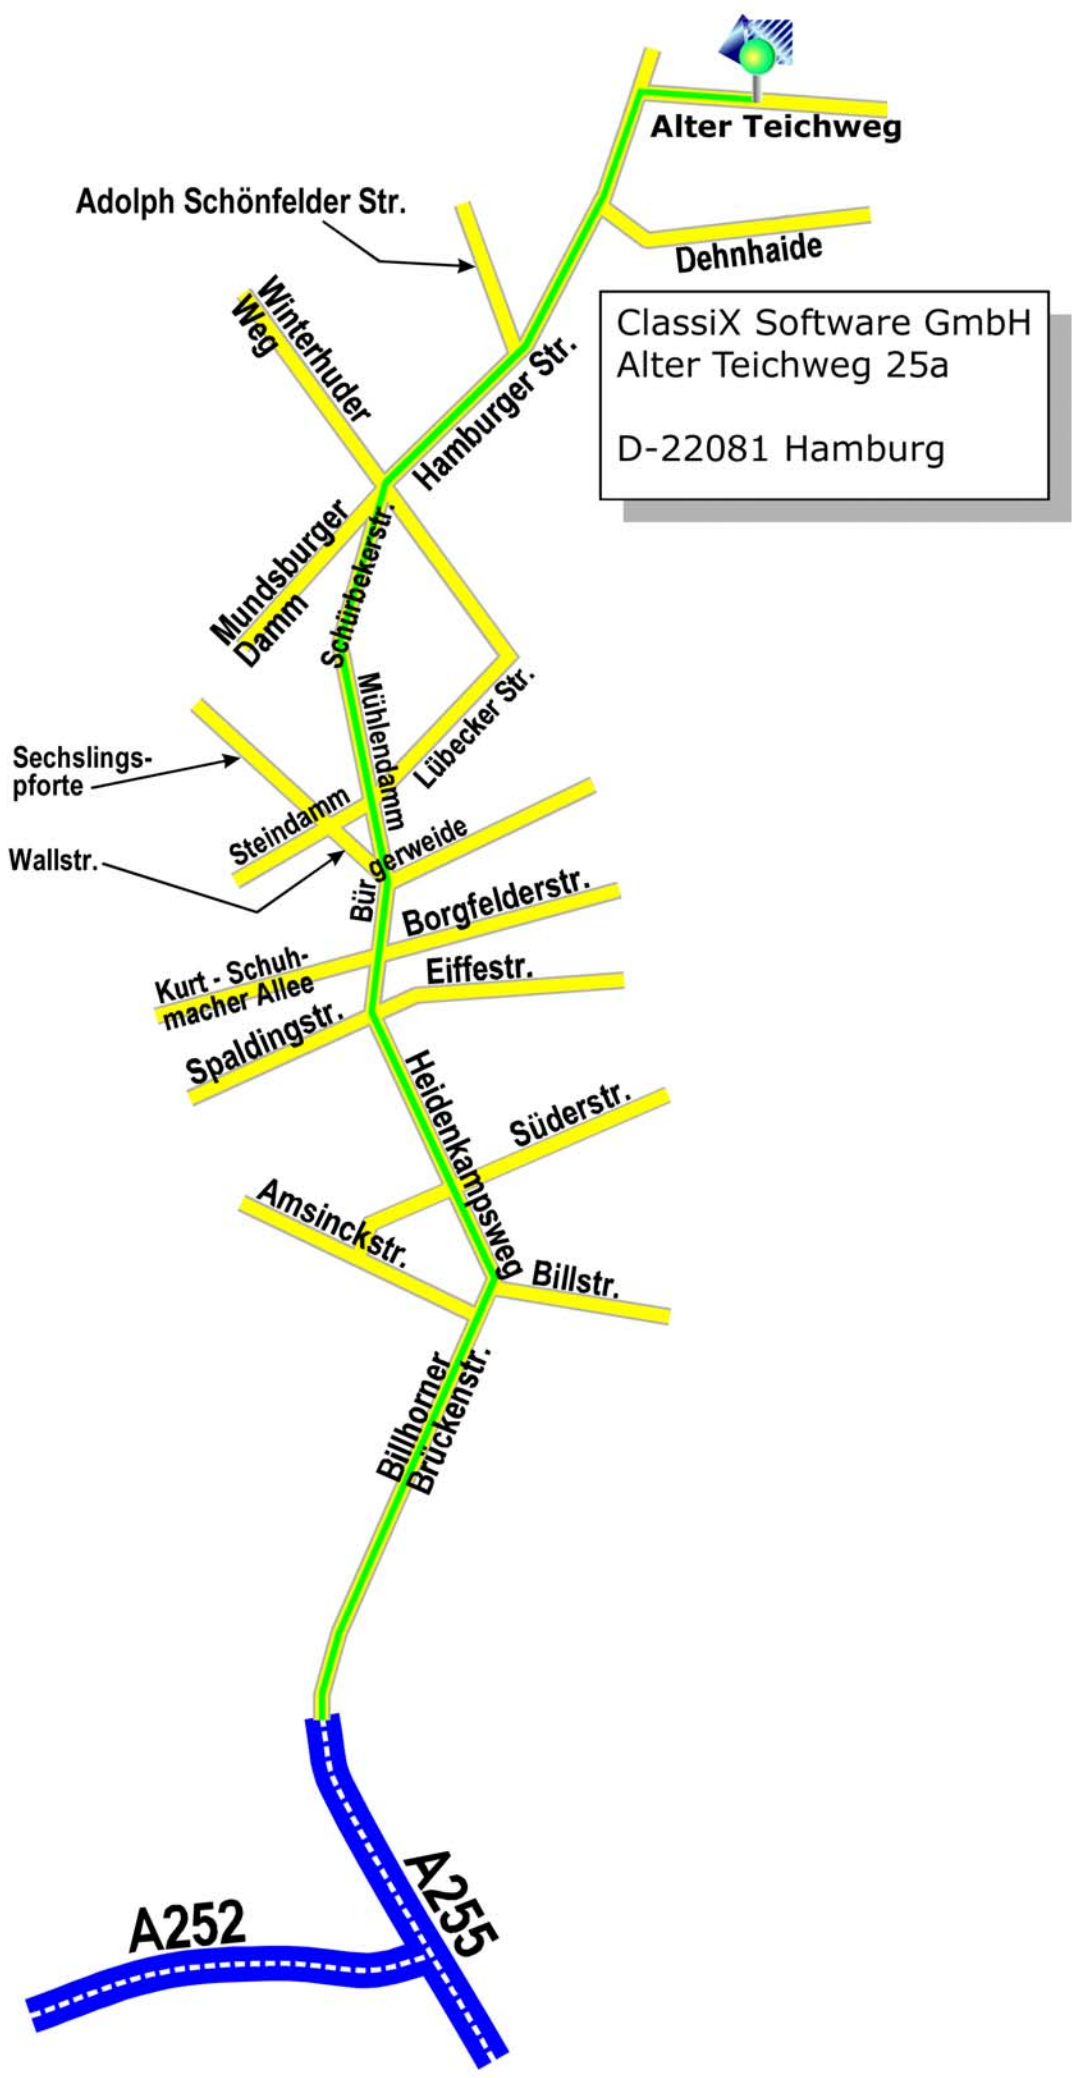 Alter Teichweg
Adolph Schönfelder Str.
Dehnhaide
Winterhuder
Weg
ClassiX Software GmbH
Alter Teichweg 25a
D-22081 Hamburg
Hamburger Str.
Mundsburger
Damm
Schürbekerstr.
Mühlendamm
Lübecker Str.
Sechslings-
pforte
Steindamm
Wallstr.
Bürgerweide
Borgfelderstr.
Kurt - Schuh-
macher Allee
Eiffestr.
Spaldingstr.
Heidenkampsweg
Süderstr.
Amsinckstr.
Billstr.
Billhorner
Brückenstr.
A255
A252